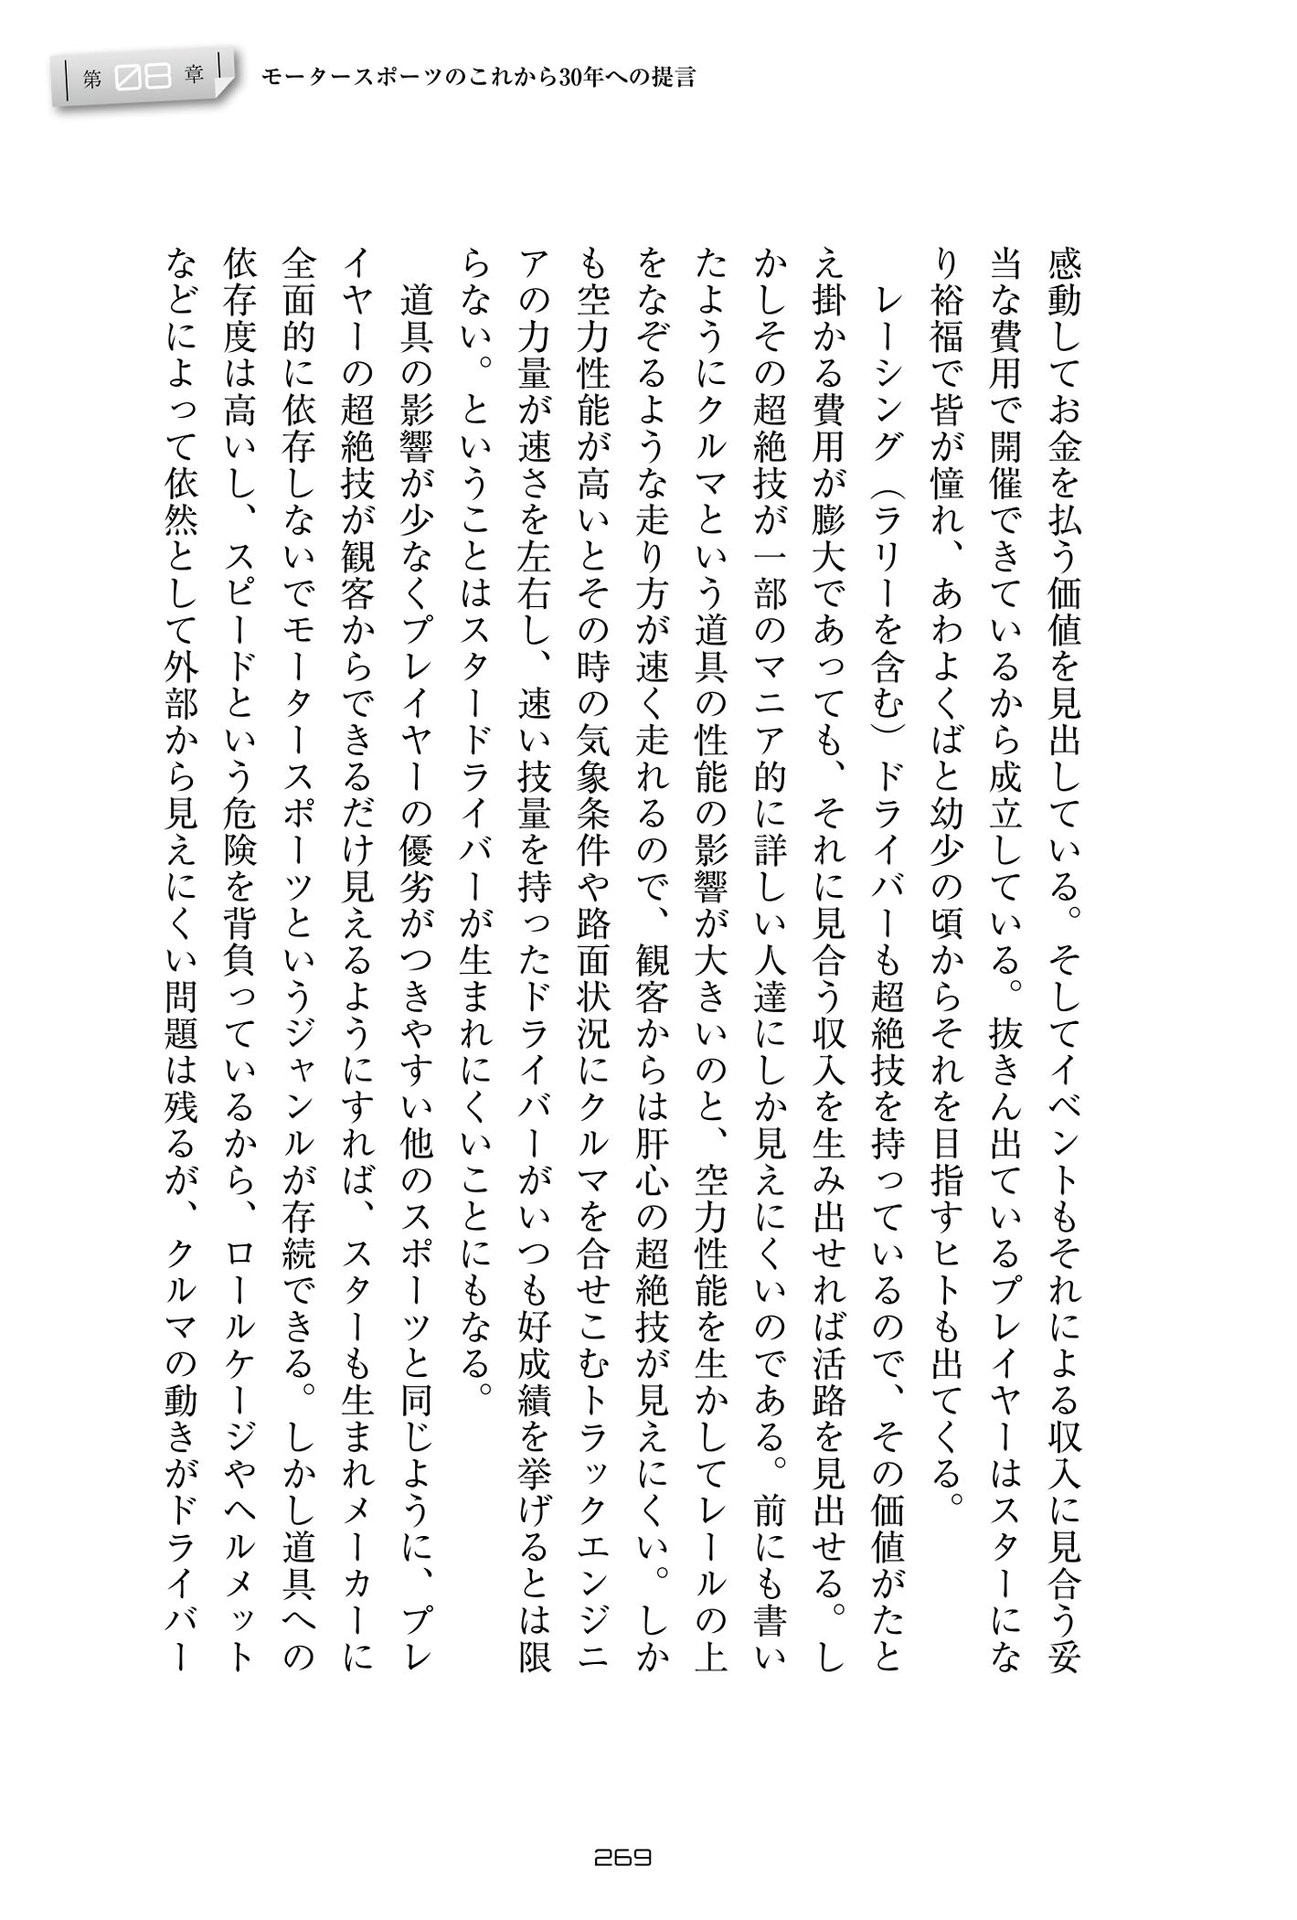 第08章
モータースポーツのこれから30年への提言
感動してお金を払う価値を見出している。そしてイベントもそれによる収入に見合う妥
当な費用で開催できているから成立している。抜きん出ているプレイヤーはスターにな
り裕福で皆が憧れ、あわよくばと幼少の頃からそれを目指すヒトも出てくる。
レーシング（ラリーを含む）ドライバーも超絶技を持っているので、その価値がたと
え掛かる費用が膨大であっても、それに見合う収入を生み出せれば活路を見出せる。し
かしその超絶技が一部のマニア的に詳しい人達にしか見えにくいのである。前にも書い
たようにクルマという道具の性能の影響が大きいのと、空力性能を生かしてレールの上
をなぞるような走り方が速く走れるので、観客からは肝心の超絶技が見えにくい。しか
も空力性能が高いとその時の気象条件や路面状況にクルマを合せこむトラックエンジニ
アの力量が速さを左右し、速い技量を持ったドライバーがいつも好成績を挙げるとは限
らない。ということはスタードライバーが生まれにくいことにもなる。
道具の影響が少なくプレイヤーの優劣がつきやすい他のスポーツと同じように、プレ
イヤーの超絶技が観客からできるだけ見えるようにすれば、スターも生まれメーカーに
全面的に依存しないでモータースポーツというジャンルが存続できる。しかし道具への
依存度は高いし、スピードという危険を背負っているから、ロールケージやヘルメット
などによって依然として外部から見えにくい問題は残るが、クルマの動きがドライバー
269